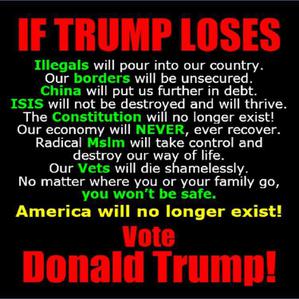 IF TRUMP LOSES
Illegals will pour into our country.
Our borders will be unsecured.
China will put us further in debt.
ISIS will not be destroyed and will thrive.
The Constitution will no longer exist!
Our economy will NEVER, ever recover.
Radical Mslm will take control and
destroy our way of life.
Our Vets will die shamelessly.
No matter where you or your family go,
you won't be safe.
America will no longer exist!
Vote
Donald Trump!